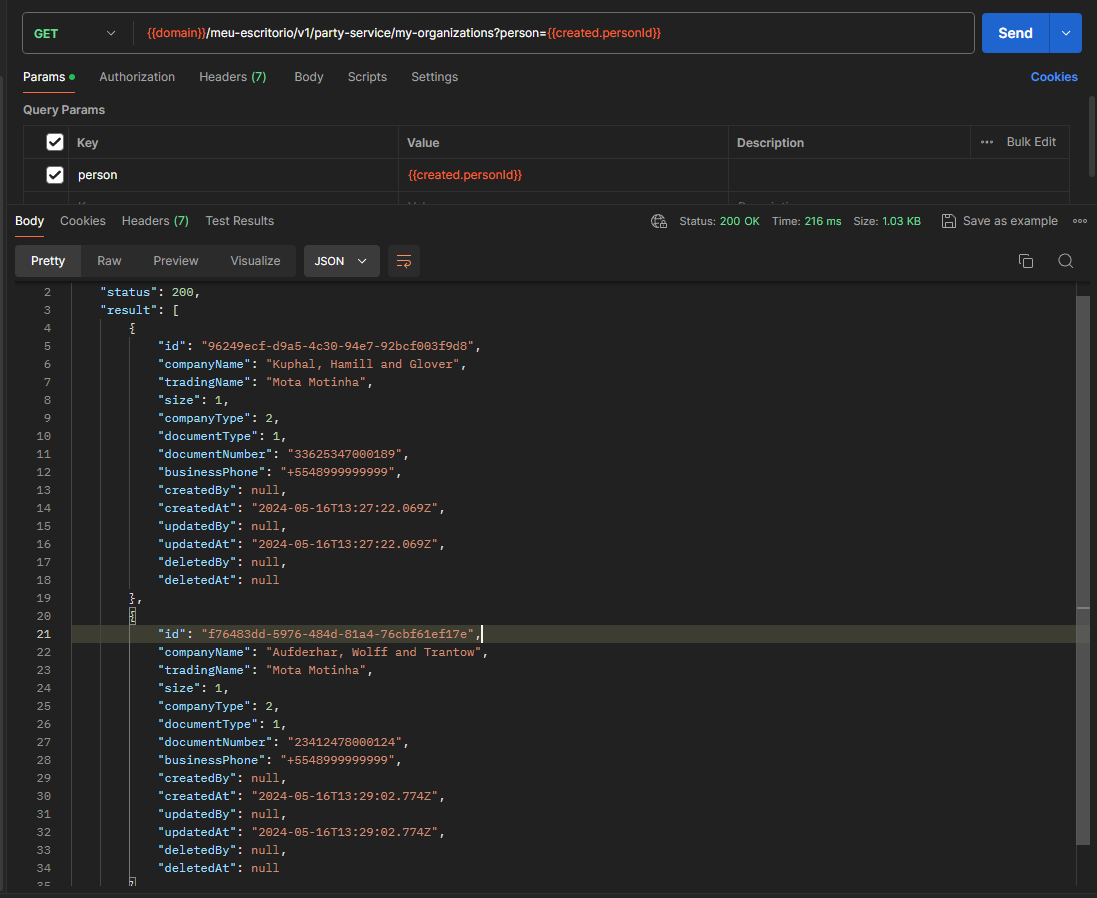 GET {{domain}}/meu-escritorio/v1/party-service/my-organizations?person={{created.personId}} Send
Params Authorization Headers (7) Body Scripts Settings Cookies
Query Params
Key Value Description Bulk Edit
person {{created.personId}}
Body Cookies Headers (7) Test Results Status: 200 OK Time: 216 ms Size: 1.03 KB Save as example
Pretty Raw Preview Visualize JSON
2 "status": 200,
3 "result": [
4 {
5 "id": "96249ecf-d9a5-4c30-94e7-92bcf003f9d8",
6 "companyName": "Kuphal, Hamill and Glover",
7 "tradingName": "Mota Motinha",
8 "size": 1,
9 "companyType": 2,
10 "documentType": 1,
11 "documentNumber": "33625347000189",
12 "businessPhone": "+5548999999999",
13 "createdBy": null,
14 "createdAt": "2024-05-16T13:27:22.069Z",
15 "updatedBy": null,
16 "updatedAt": "2024-05-16T13:27:22.069Z",
17 "deletedBy": null,
18 "deletedAt": null
19 },
20 {
21 "id": "f76483dd-5976-484d-81a4-76cbf61ef17e",
22 "companyName": "Aufderhar, Wolff and Trantow",
23 "tradingName": "Mota Motinha",
24 "size": 1,
25 "companyType": 2,
26 "documentType": 1,
27 "documentNumber": "23412478000124",
28 "businessPhone": "+5548999999999",
29 "createdBy": null,
30 "createdAt": "2024-05-16T13:29:02.774Z",
31 "updatedBy": null,
32 "updatedAt": "2024-05-16T13:29:02.774Z",
33 "deletedBy": null,
34 "deletedAt": null
35 }